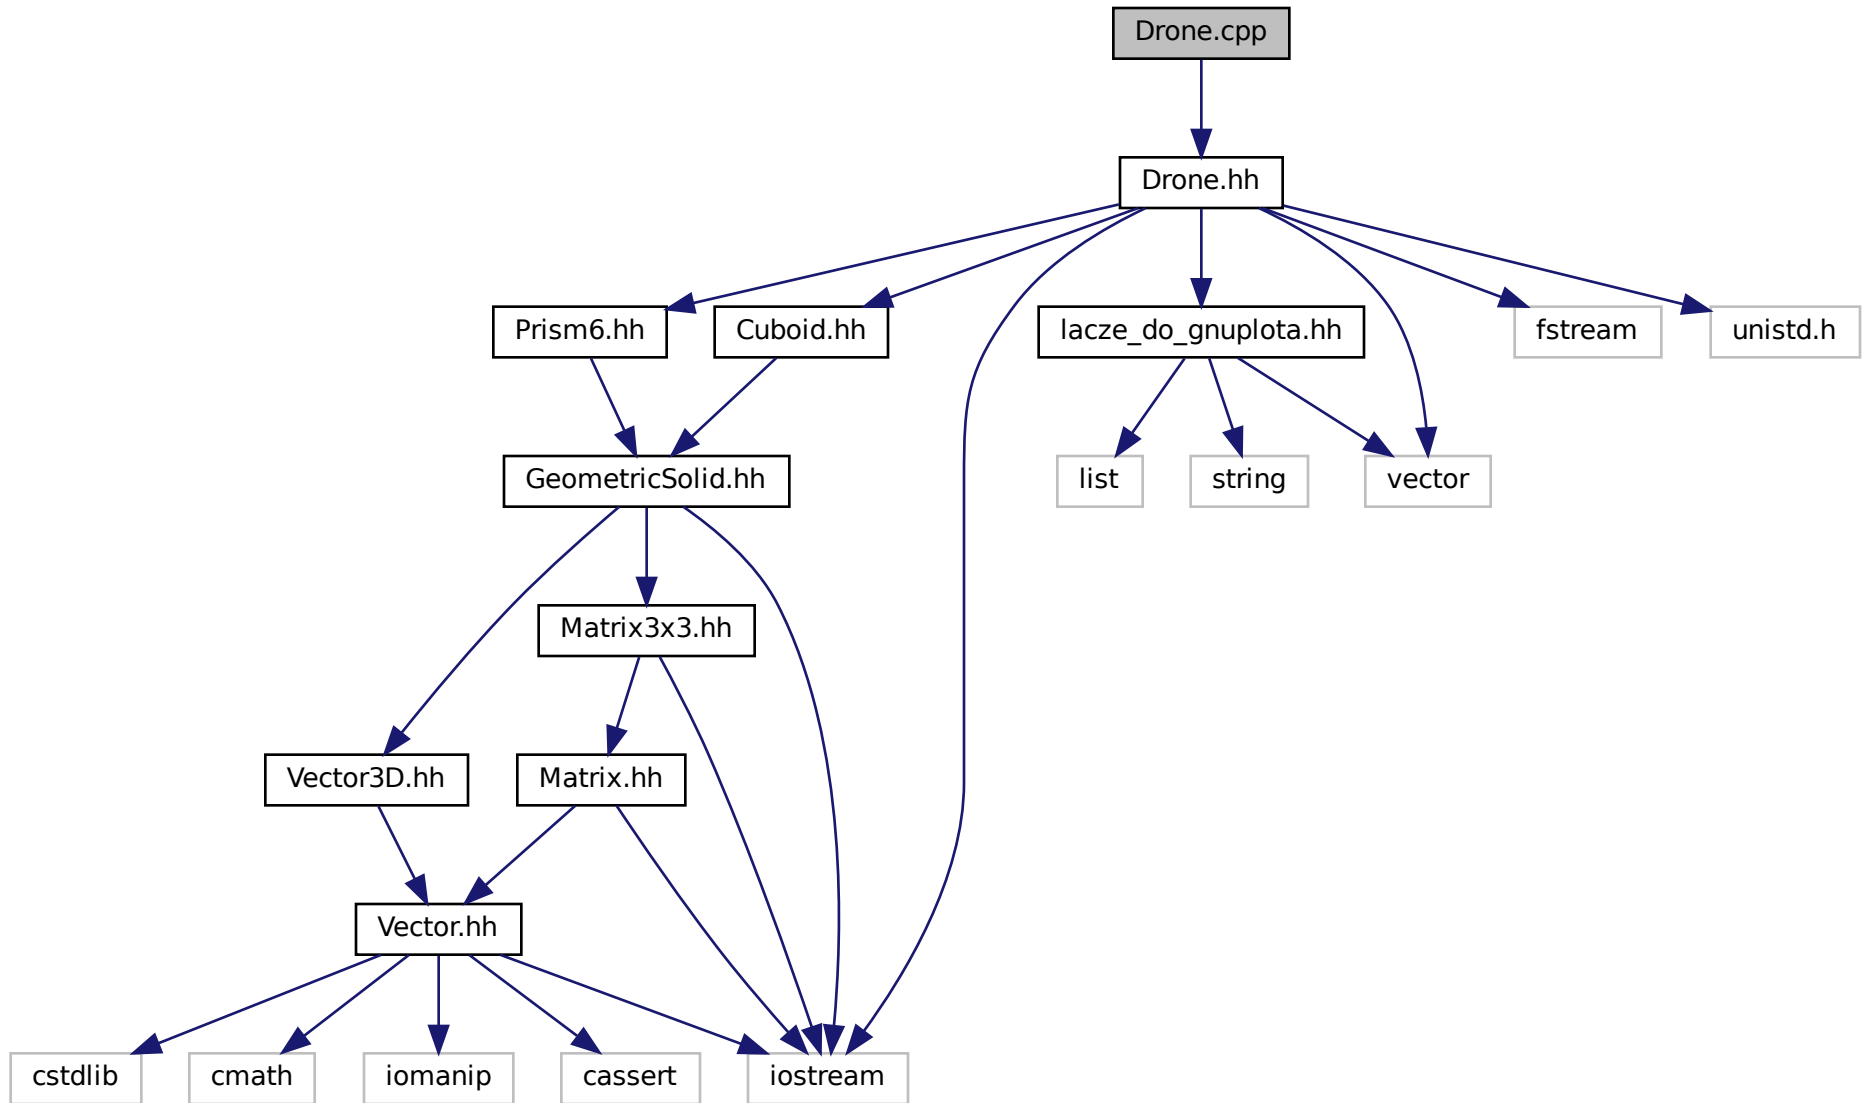 Drone.cpp
Drone.hh
Prism6.hh
Cuboid.hh
lacze_do_gnuplota.hh
fstream
unistd.h
GeometricSolid.hh
list
string
vector
Matrix3x3.hh
Vector3D.hh
Matrix.hh
Vector.hh
cstdlib
cmath
iomanip
cassert
iostream